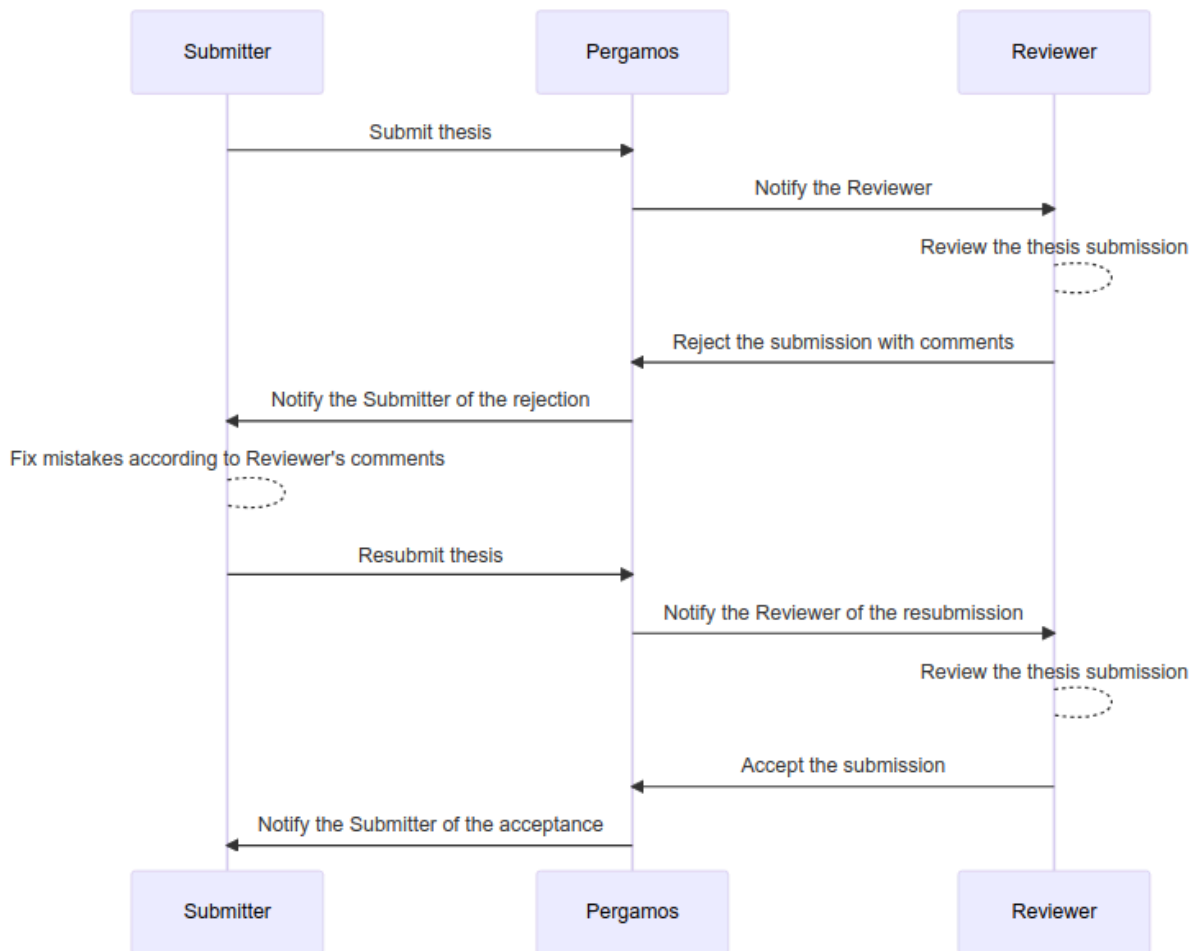 Submitter
Pergamos
Reviewer
Submit thesis
Notify the Reviewer
Review the thesis submission
Reject the submission with comments
Notify the Submitter of the rejection
Fix mistakes according to Reviewer's comments
Resubmit thesis
Notify the Reviewer of the resubmission
Review the thesis submission
Accept the submission
Notify the Submitter of the acceptance
Submitter
Pergamos
Reviewer